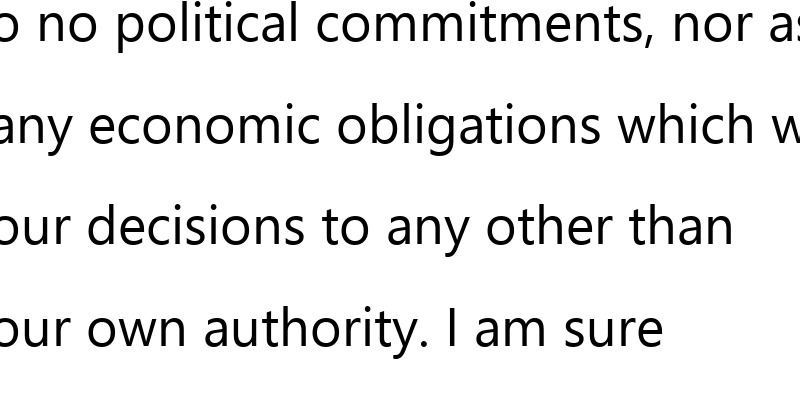 no political commitments, nor
any economic obligations which
our decisions to any other than
our own authority. I am sure